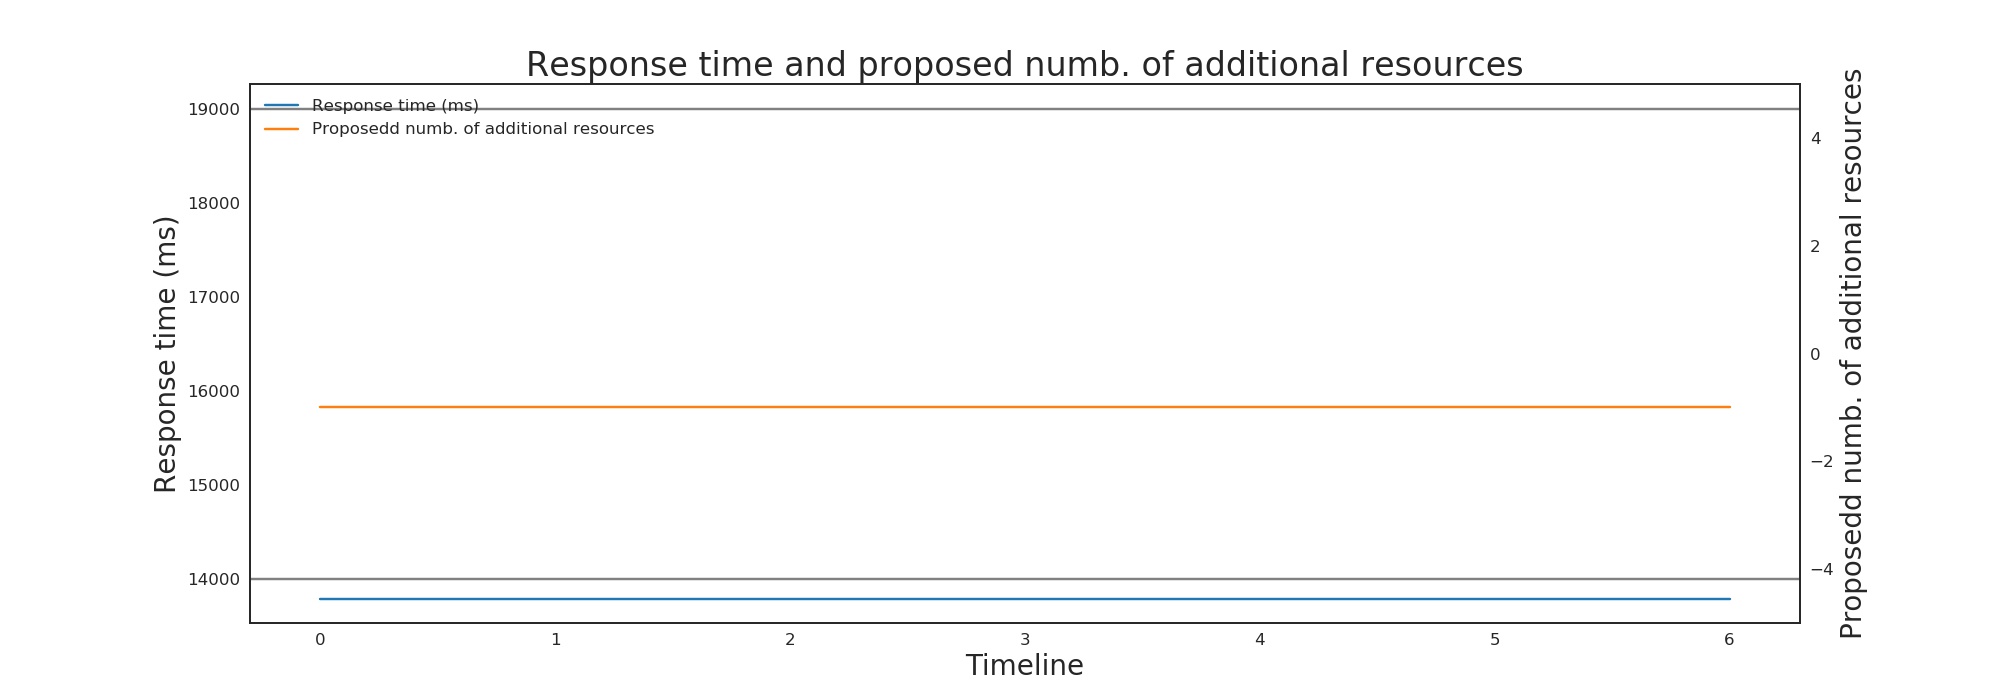 Response time and proposed numb. of additional resources
Response time (ms)
Proposedd numb. of additional resources
19000
18000
17000
16000
15000
14000
Response time (ms)
4
2
0
−2
−4
Proposedd numb. of additional resources
0 1 2 3 4 5 6
Timeline